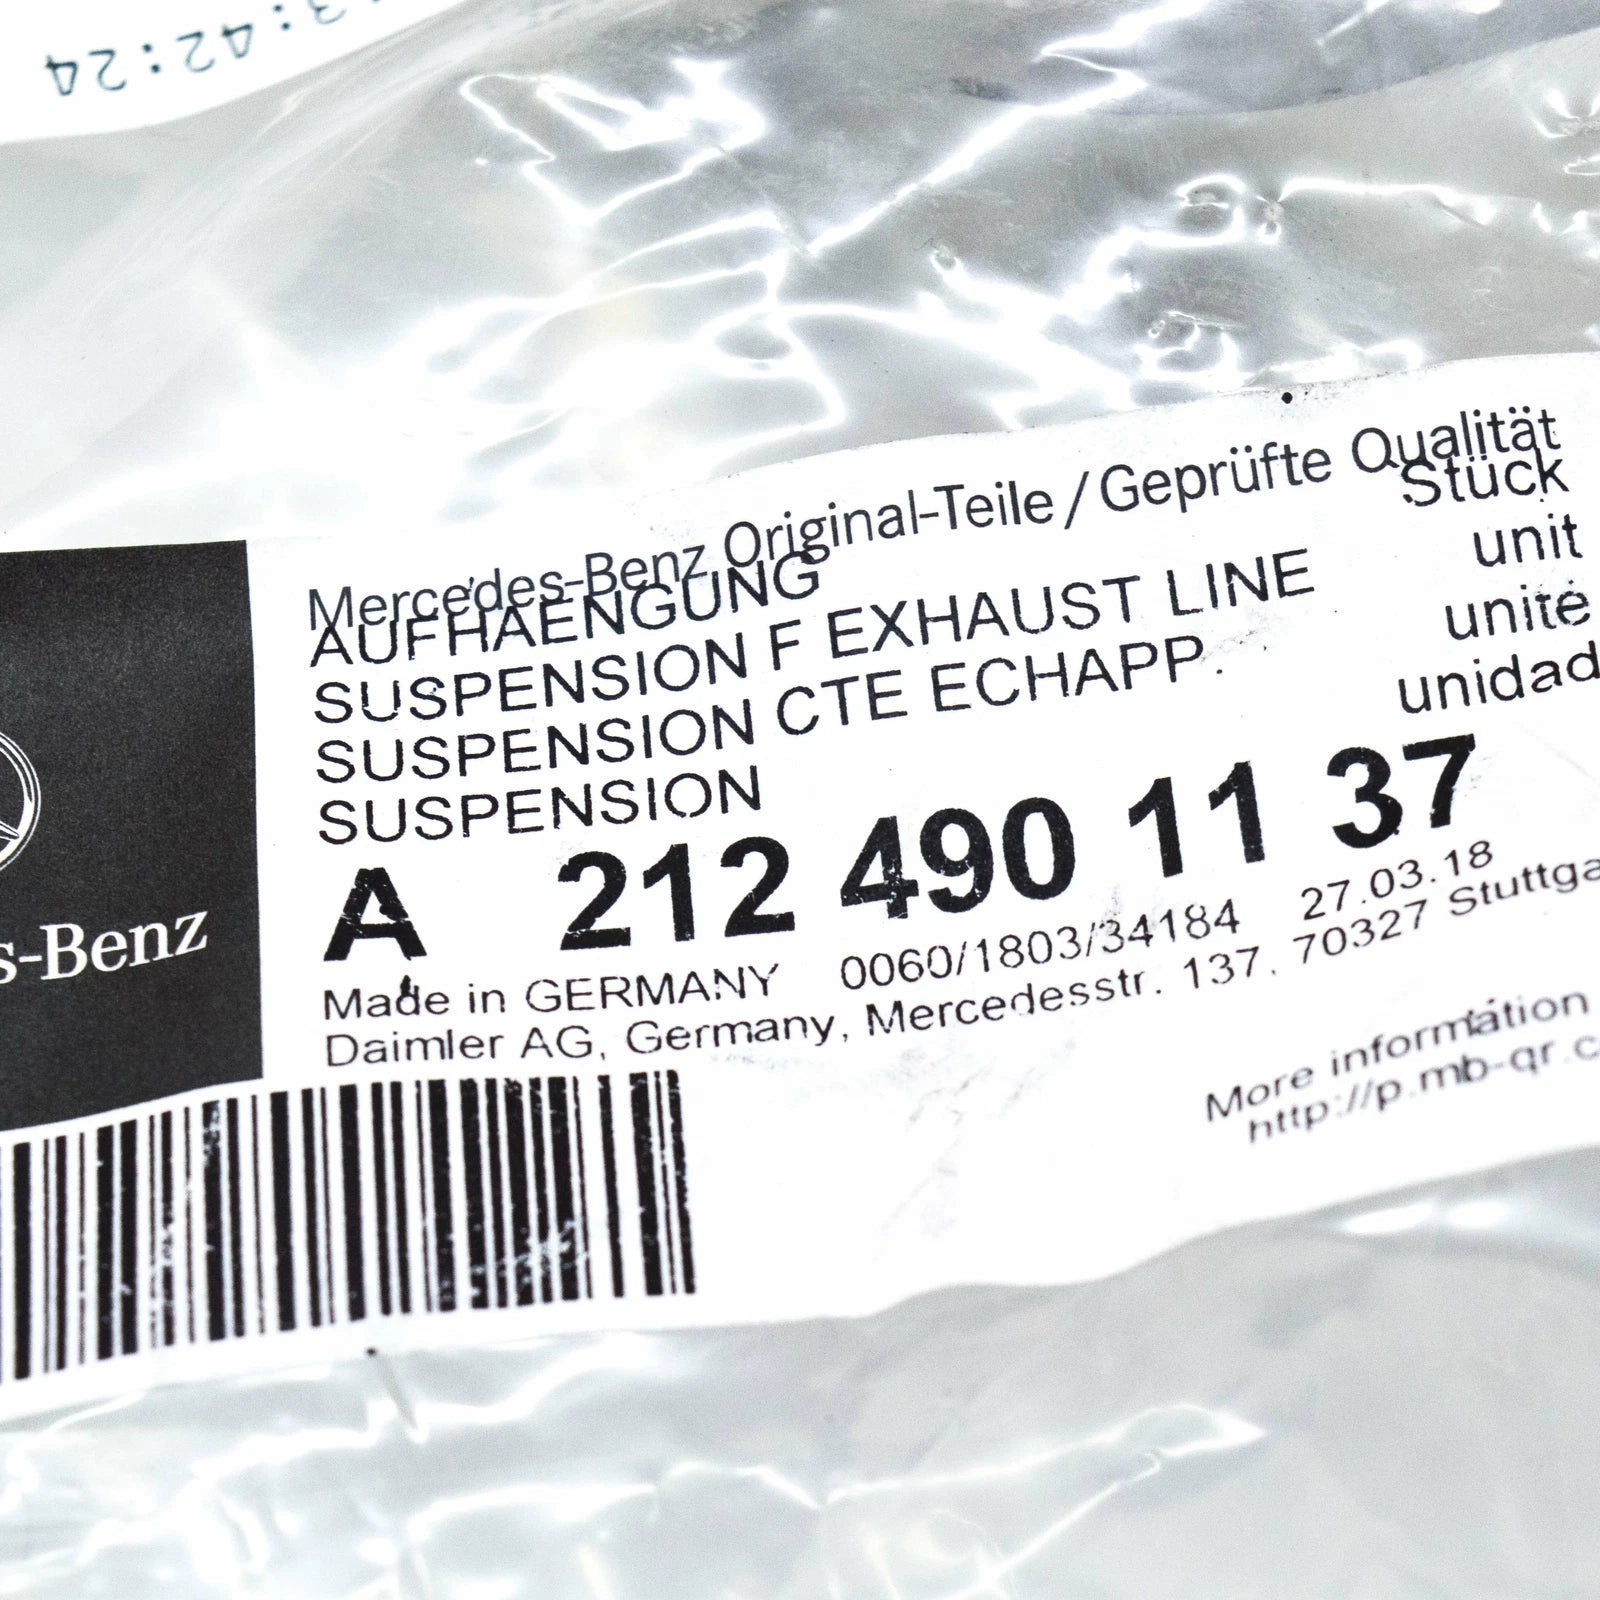 3:42:24
Mercedes-Benz Original-Teile/Geprüfte Qualität
AUFHAENGUNG Stück
SUSPENSION F EXHAUST LINE unit
SUSPENSION CTE ECHAPP. unité
SUSPENSION unidad
A 212 490 11 37
Made in GERMANY 0060/1803/34184 27.03.18
Daimler AG, Germany, Mercedesstr. 137, 70327 Stuttga
s-Benz
More information
http://p.mb-qr.c